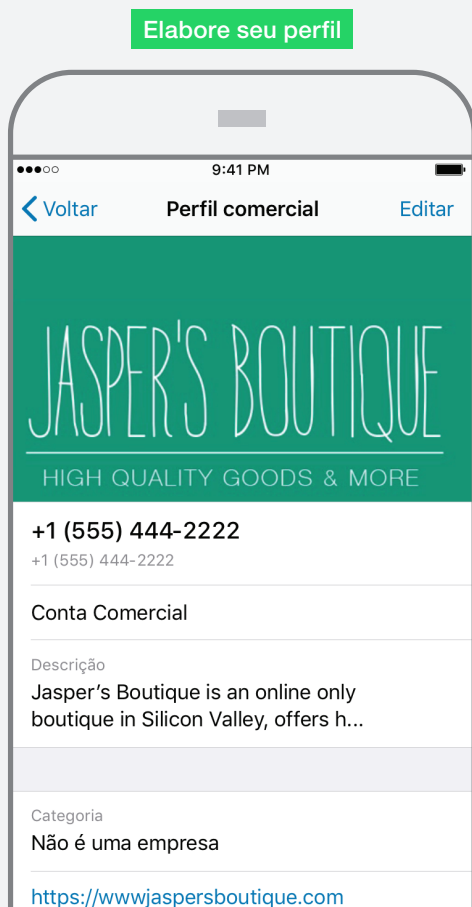 Elabore seu perfil
9:41 PM
Voltar
Perfil comercial
Editar
JASPER'S BOUTIQUE
HIGH QUALITY GOODS & MORE
+1 (555) 444-2222
+1 (555) 444-2222
Conta Comercial
Descrição
Jasper’s Boutique is an online only
boutique in Silicon Valley, offers h...
Categoria
Não é uma empresa
https://wwwjaspersboutique.com